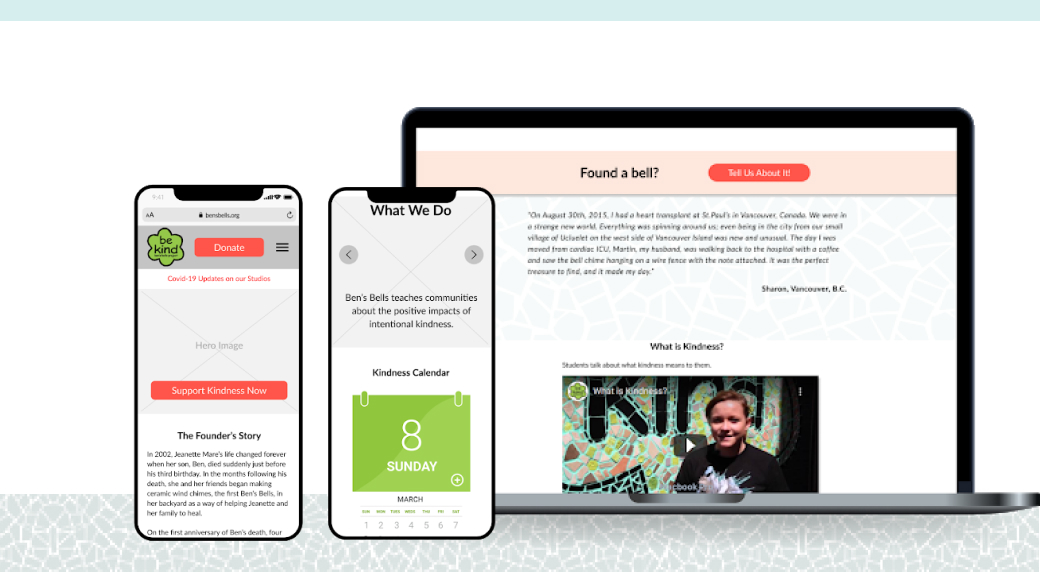 9:41
AA
bensbells.org
be
kind
Donate
Covid-19 Updates on our Studios
Hero Image
Support Kindness Now
The Founder's Story
In 2002, Jeanette Mare's life changed forever
when her son, Ben, died suddenly just before
his third birthday. In the months following his
death, she and her friends began making
ceramic wind chimes, the first Ben's Bells, in
her backyard as a way of helping Jeanette and
her family to heal.
On the first anniversary of Ben's death, four
What We Do
Ben's Bells teaches communities
about the positive impacts of
intentional kindness.
Kindness Calendar
8
SUNDAY
MARCH
SUN MON TUES WEDS THU FRI SAT
1 2 3 4 5 6 7
Found a bell?
Tell Us About It!
"On August 30th, 2015, I had a heart transplant at St.Paul's in Vancouver, Canada. We were in
a strange new world. Everything was spinning around us; even being in the city from our small
village of Ucluelet on the west side of Vancouver Island was new and unusual. The day I was
moved from cardiac ICU, Martin, my husband, was walking back to the hospital with a coffee
and saw the bell chime hanging on a wire fence with the note attached. It was the perfect
treasure to find, and it made my day."
Sharon, Vancouver, B.C.
What is Kindness?
Students talk about what kindness means to them.
What is Kindness?